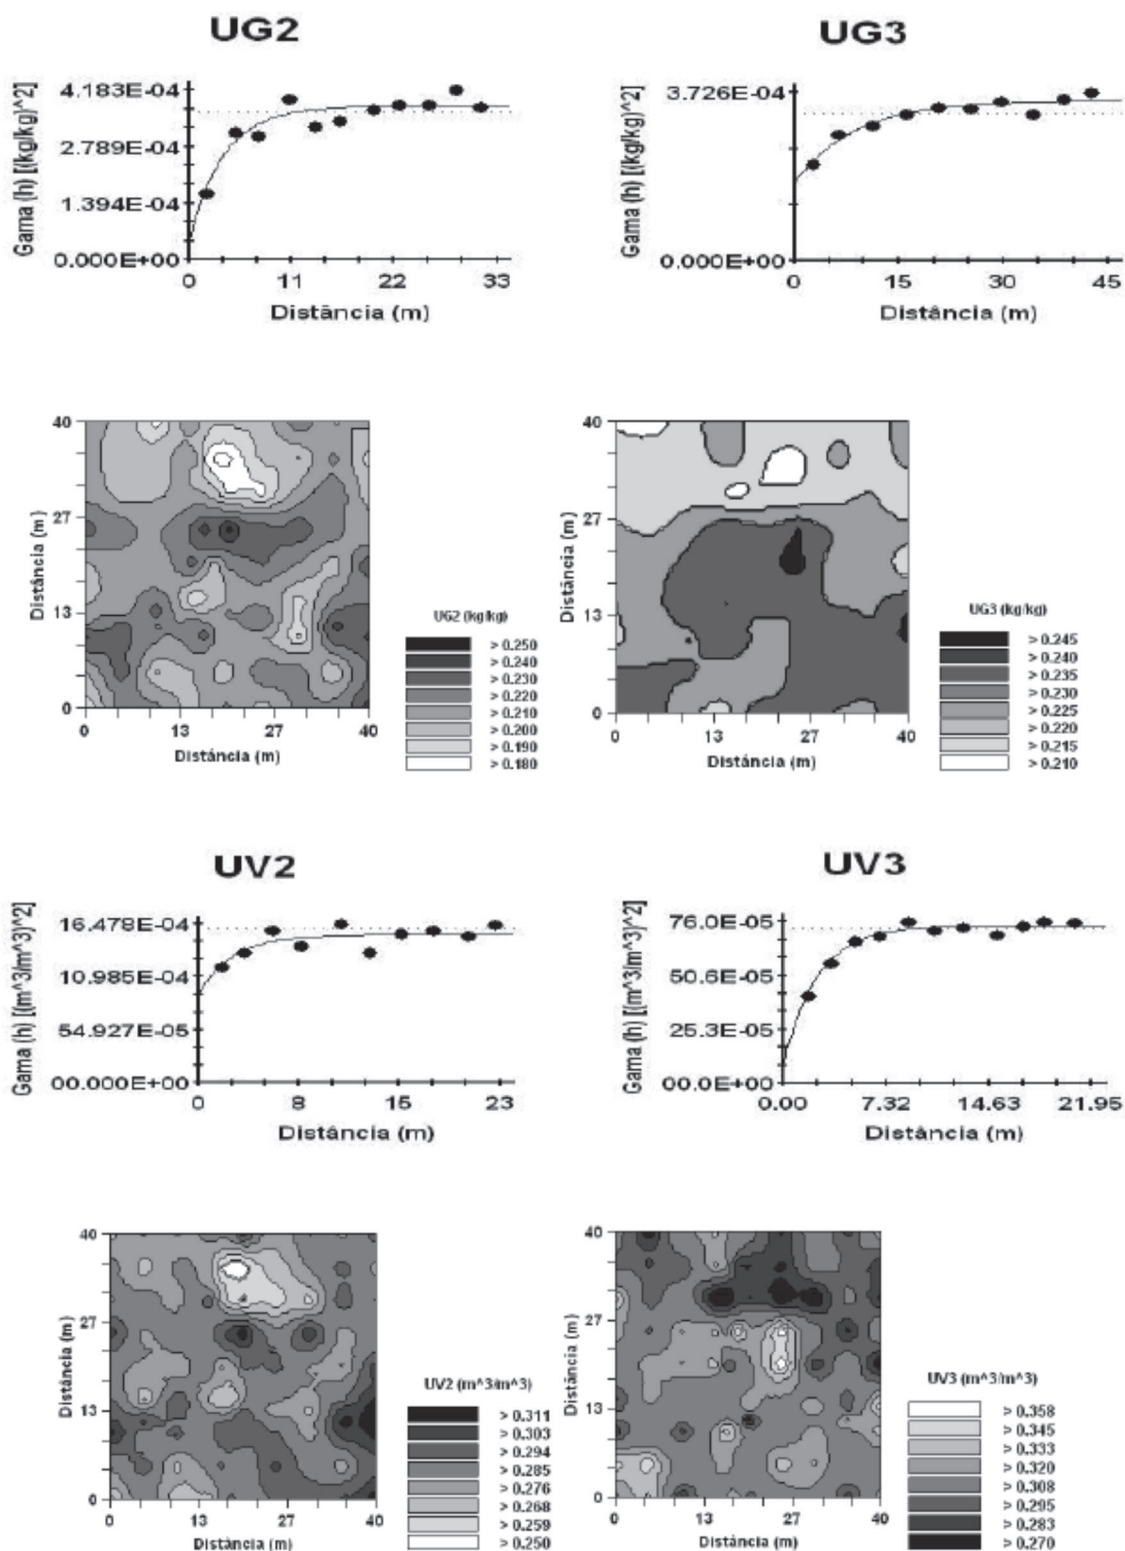 UG2
UG3
Gama (h) [(kg/kg)^2]
4.183E-04
2.789E-04
1.394E-04
0.000E+00
0 11 22 33
Distância (m)
Gama (h) [(kg/kg)^2]
3.726E-04
0.000E+00
0 15 30 45
Distância (m)
Distância (m)
40
27
13
0
0 13 27 40
Distância (m)
UG2 (kg/kg)
> 0.250
> 0.240
> 0.230
> 0.220
> 0.210
> 0.200
> 0.190
> 0.180
Distância (m)
40
27
13
0
0 13 27 40
Distância (m)
UG3 (kg/kg)
> 0.245
> 0.240
> 0.235
> 0.230
> 0.225
> 0.220
> 0.215
> 0.210
UV2
UV3
Gama (h) [(m^3/m^3)^2]
16.478E-04
10.985E-04
54.927E-05
00.000E+00
0 8 15 23
Distância (m)
Gama (h) [(m^3/m^3)^2]
76.0E-05
50.6E-05
25.3E-05
00.0E+00
0.00 7.32 14.63 21.95
Distância (m)
Distância (m)
40
27
13
0
0 13 27 40
Distância (m)
UV2 (m^3/m^3)
> 0.311
> 0.303
> 0.294
> 0.285
> 0.276
> 0.268
> 0.259
> 0.250
Distância (m)
40
27
13
0
0 13 27 40
Distância (m)
UV3 (m^3/m^3)
> 0.358
> 0.345
> 0.333
> 0.320
> 0.308
> 0.295
> 0.283
> 0.270